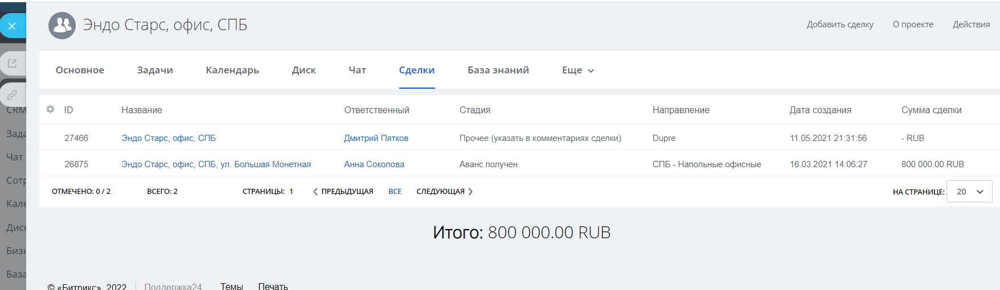 Эндо Старс, офис, СПБ
Добавить сделку О проекте Действия
Основное Задачи Календарь Диск Чат Сделки База знаний Еще
ID Название Ответственный Стадия Направление Дата создания Сумма сделки
27466 Эндо Старс, офис, СПБ Дмитрий Пятков Прочее (указать в комментариях сделки) Dupre 11.05.2021 21:31:56 - RUB
26875 Эндо Старс, офис, СПБ, ул. Большая Монетная Анна Соколова Аванс получен СПБ - Напольные офисные 16.03.2021 14:06:27 800 000.00 RUB
ОТМЕЧЕНО: 0 / 2 ВСЕГО: 2 СТРАНИЦЫ: 1 ПРЕДЫДУЩАЯ ВСЕ СЛЕДУЮЩАЯ НА СТРАНИЦЕ: 20
Итого: 800 000.00 RUB
© «Битрикс», 2022 Поддержка24 Темы Печать
CRM
Зада
Чат
Сотр
Кале
Диск
Бизн
База